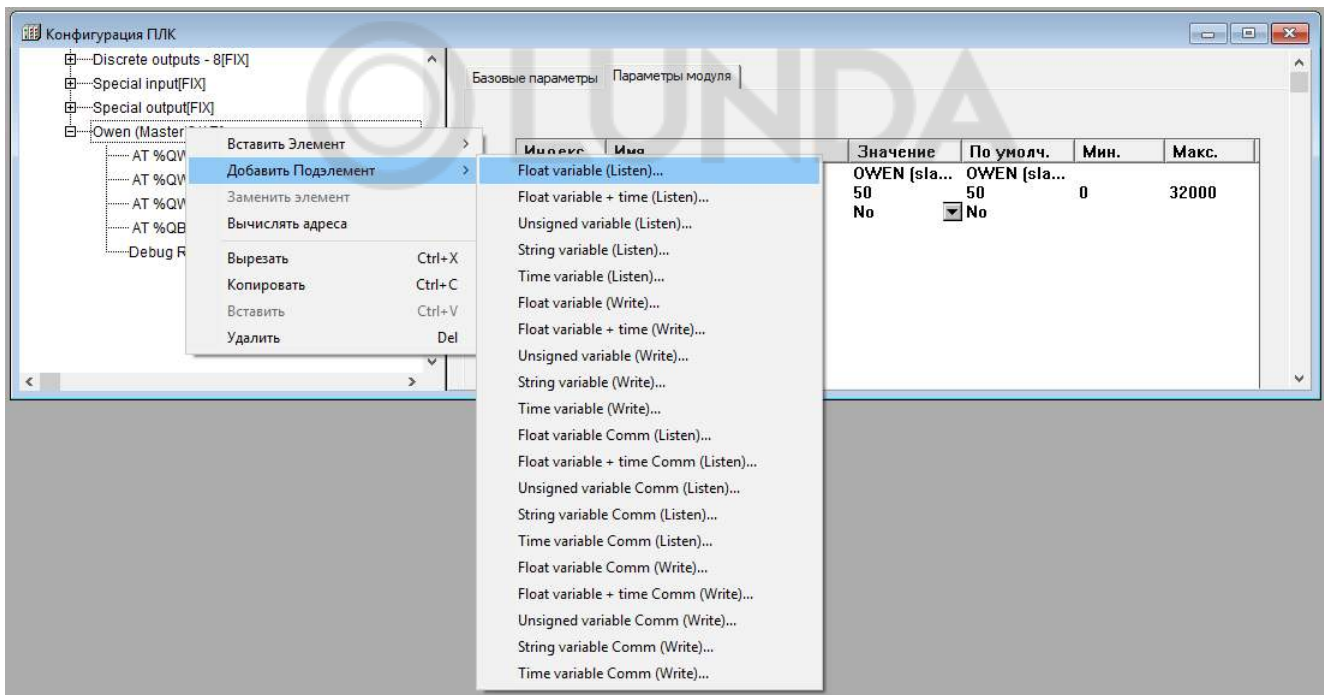 Конфигурация ПЛК
Discrete outputs - 8[FIX]
Special input[FIX]
Special output[FIX]
Owen (Master
AT %QW
AT %QW
AT %QW
AT %QB
Debug R
Базовые параметры Параметры модуля
Индекс Имя Значение По умолч. Мин. Макс.
OWEN (sla... OWEN (sla...
50 50 0 32000
No No
Вставить Элемент
Добавить Подэлемент
Заменить элемент
Вычислять адреса
Вырезать Ctrl+X
Копировать Ctrl+C
Вставить Ctrl+V
Удалить Del
Float variable (Listen)...
Float variable + time (Listen)...
Unsigned variable (Listen)...
String variable (Listen)...
Time variable (Listen)...
Float variable (Write)...
Float variable + time (Write)...
Unsigned variable (Write)...
String variable (Write)...
Time variable (Write)...
Float variable Comm (Listen)...
Float variable + time Comm (Listen)...
Unsigned variable Comm (Listen)...
String variable Comm (Listen)...
Time variable Comm (Listen)...
Float variable Comm (Write)...
Float variable + time Comm (Write)...
Unsigned variable Comm (Write)...
String variable Comm (Write)...
Time variable Comm (Write)...
LUNDA